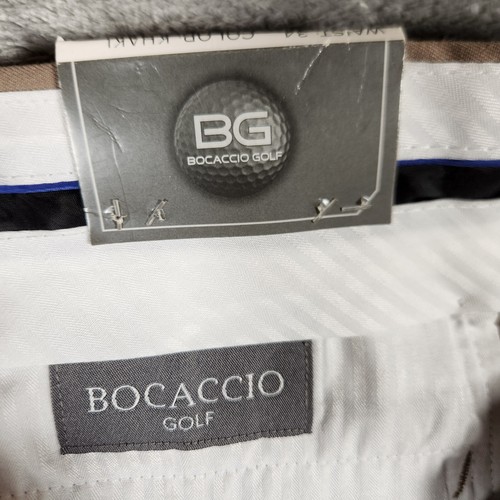 WAIST: 34 COLOR: KHAKI
BG
BOCACCIO GOLF
BOCACCIO
GOLF